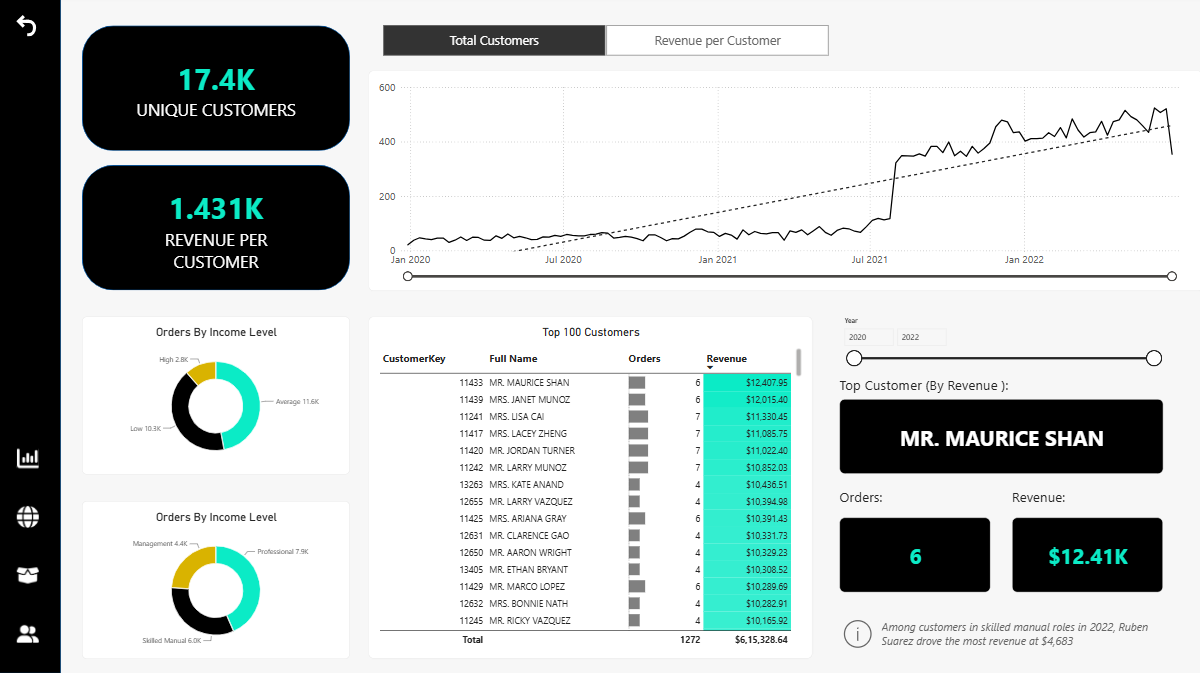 17.4K
UNIQUE CUSTOMERS
1.431K
REVENUE PER
CUSTOMER
Total Customers
Revenue per Customer
600
400
200
0
Jan 2020
Jul 2020
Jan 2021
Jul 2021
Jan 2022
Orders By Income Level
High 2.8K
Average 11.6K
Low 10.3K
Orders By Income Level
Management 4.4K
Professional 7.9K
Skilled Manual 6.0K
Top 100 Customers
CustomerKey Full Name Orders Revenue
11433 MR. MAURICE SHAN 6 $12,407.95
11439 MRS. JANET MUNOZ 6 $12,015.40
11241 MRS. LISA CAI 7 $11,330.45
11417 MRS. LACEY ZHENG 7 $11,085.75
11420 MR. JORDAN TURNER 7 $11,022.40
11242 MR. LARRY MUNOZ 7 $10,852.03
13263 MRS. KATE ANAND 4 $10,436.51
12655 MR. LARRY VAZQUEZ 4 $10,394.98
11425 MRS. ARIANA GRAY 6 $10,391.43
12631 MR. CLARENCE GAO 4 $10,331.73
12650 MR. AARON WRIGHT 4 $10,329.23
13405 MR. ETHAN BRYANT 4 $10,308.52
11429 MR. MARCO LOPEZ 6 $10,289.69
12632 MRS. BONNIE NATH 4 $10,282.91
11245 MR. RICKY VAZQUEZ 4 $10,165.92
Total 1272 $6,15,328.64
Year
2020 2022
Top Customer (By Revenue ):
MR. MAURICE SHAN
Orders:
6
Revenue:
$12.41K
Among customers in skilled manual roles in 2022, Ruben
Suarez drove the most revenue at $4,683